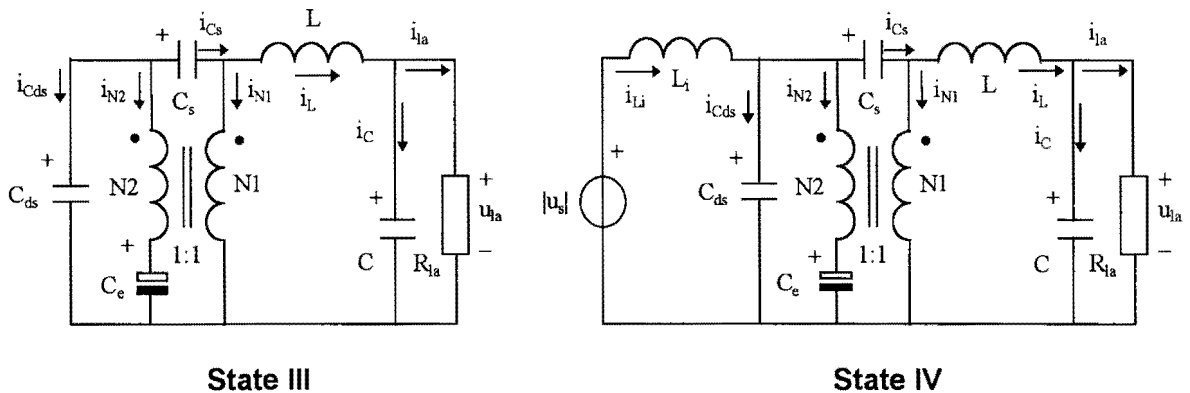 +
i_Cs
L
i_la
i_Cds
i_N2
C_s
i_N1
i_L
i_C
+
C_ds
N2
N1
+
1:1
C_e
+
C
R_la
+
u_la
−
State III
+
i_Cs
i_la
i_Li
L_i
i_Cds
i_N2
C_s
i_N1
L
i_L
i_C
+
|u_s|
+
C_ds
N2
N1
+
1:1
C_e
+
C
R_la
+
u_la
−
State IV